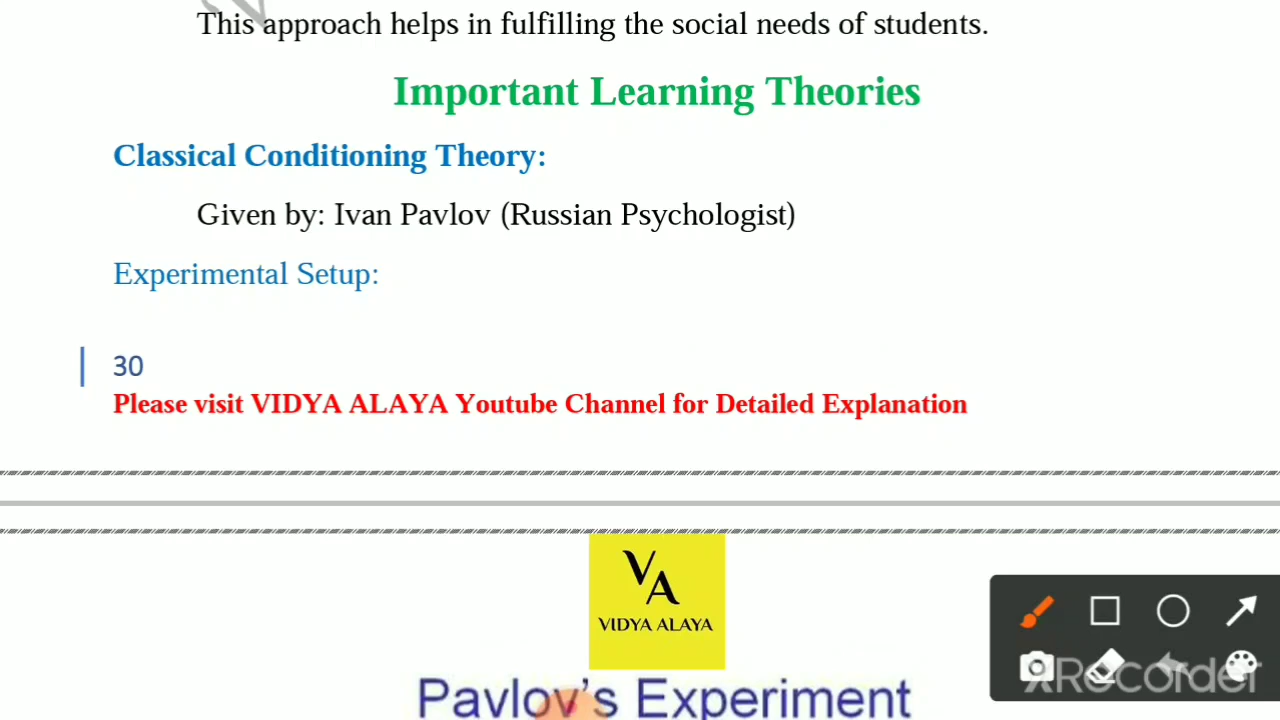 This approach helps in fulfilling the social needs of students.
Important Learning Theories
Classical Conditioning Theory:
Given by: Ivan Pavlov (Russian Psychologist)
Experimental Setup:
30
Please visit VIDYA ALAYA Youtube Channel for Detailed Explanation
VA
VIDYA ALAYA
XRecorder
Pavlov's Experiment